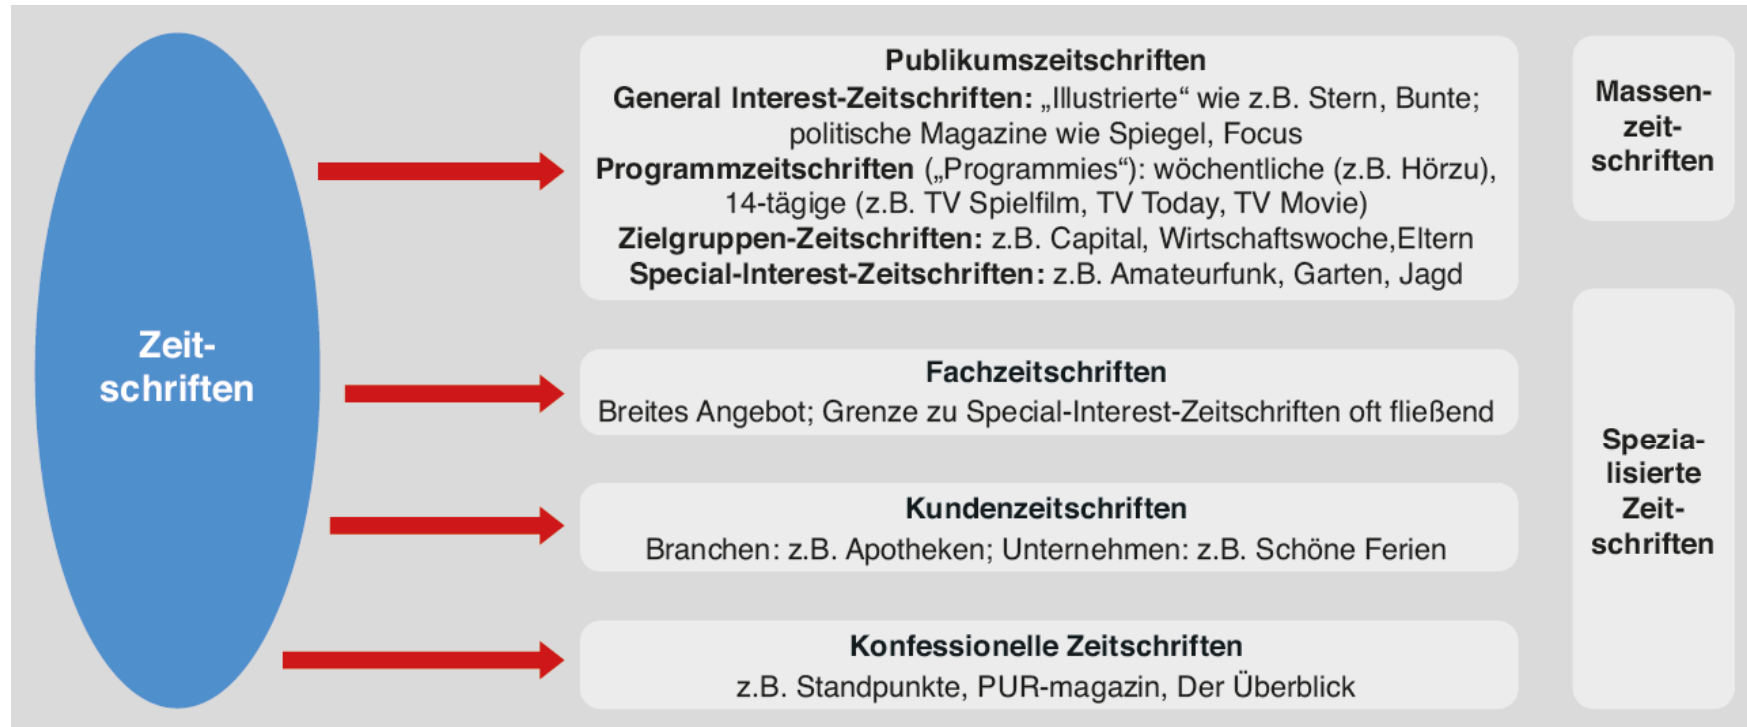 Zeit-
schriften
Publikumszeitschriften
General Interest-Zeitschriften: „Illustrierte“ wie z.B. Stern, Bunte;
politische Magazine wie Spiegel, Focus
Programmzeitschriften („Programmies“): wöchentliche (z.B. Hörzu),
14-tägige (z.B. TV Spielfilm, TV Today, TV Movie)
Zielgruppen-Zeitschriften: z.B. Capital, Wirtschaftswoche,Eltern
Special-Interest-Zeitschriften: z.B. Amateurfunk, Garten, Jagd
Fachzeitschriften
Breites Angebot; Grenze zu Special-Interest-Zeitschriften oft fließend
Kundenzeitschriften
Branchen: z.B. Apotheken; Unternehmen: z.B. Schöne Ferien
Konfessionelle Zeitschriften
z.B. Standpunkte, PUR-magazin, Der Überblick
Massen-
zeit-
schriften
Spezia-
lisierte
Zeit-
schriften